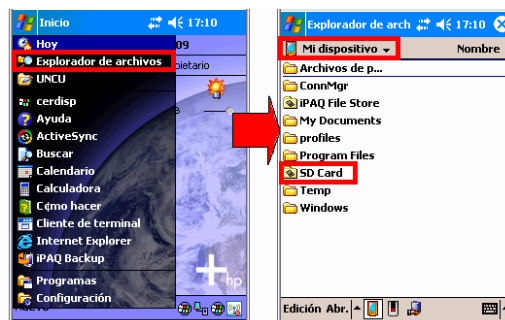 Inicio 17:10
Hoy
09
Explorador de archivos
pietario
UNCU
cerdisp
Ayuda
ActiveSync
Buscar
Calendario
Calculadora
C¢mo hacer
Cliente de terminal
Internet Explorer
iPAQ Backup
hp
Programas
Configuración
Explorador de arch 17:10
Mi dispositivo Nombre
Archivos de p...
ConnMgr
iPAQ File Store
My Documents
profiles
Program Files
SD Card
Temp
Windows
Edición Abr.